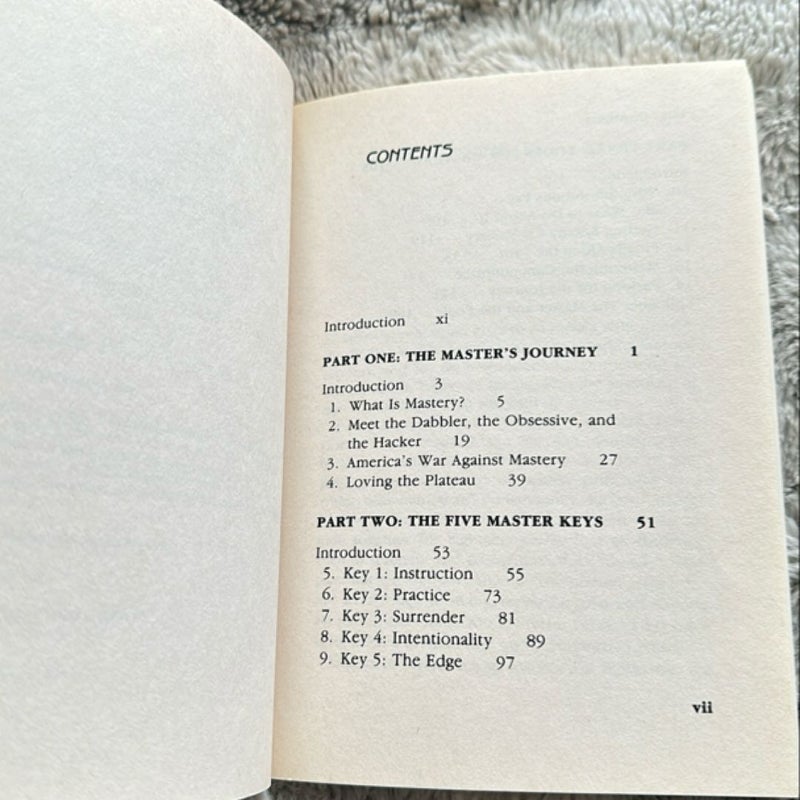 CONTENTS
Introduction xi
PART ONE: THE MASTER'S JOURNEY 1
Introduction 3
1. What Is Mastery? 5
2. Meet the Dabbler, the Obsessive, and
the Hacker 19
3. America's War Against Mastery 27
4. Loving the Plateau 39
PART TWO: THE FIVE MASTER KEYS 51
Introduction 53
5. Key 1: Instruction 55
6. Key 2: Practice 73
7. Key 3: Surrender 81
8. Key 4: Intentionality 89
9. Key 5: The Edge 97
vii